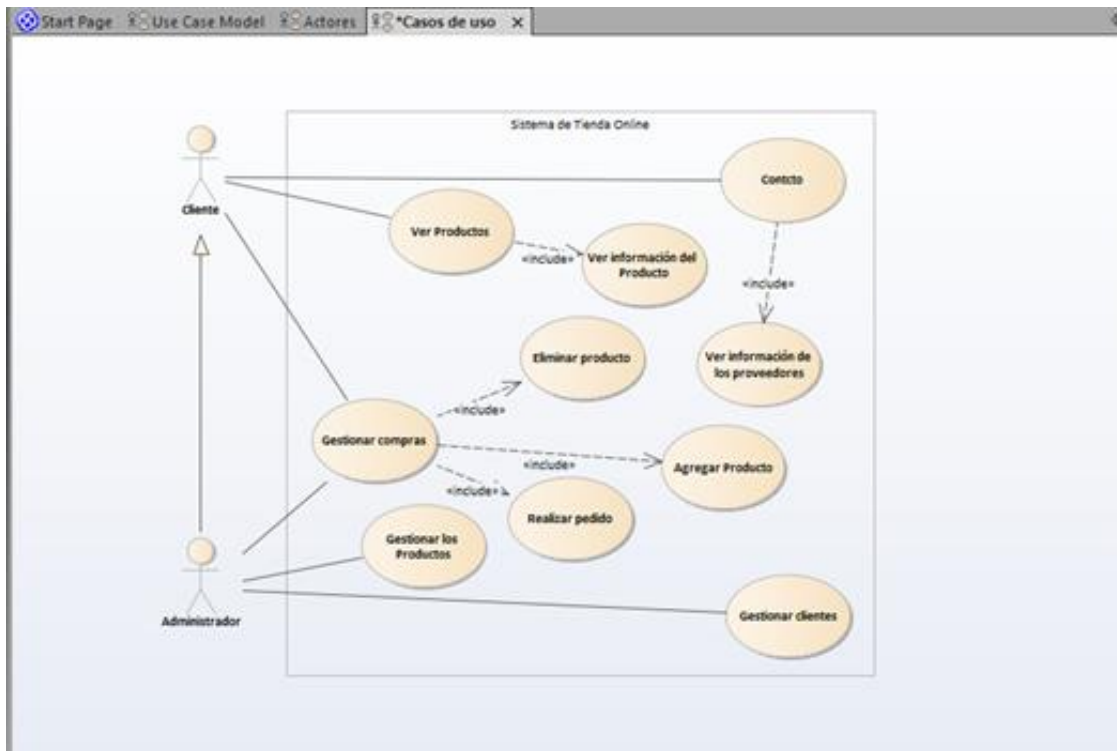 Start Page Use Case Model Actores *Casos de uso X
Sistema de Tienda Online
Contcto
Cliente
Ver Productos
«include»
Ver información del
Producto
«include»
Eliminar producto
Ver información de
los proveedores
«include»
Gestionar compras
«include»
Agregar Producto
«include»
Realizar pedido
Gestionar los
Productos
Administrador
Gestionar clientes